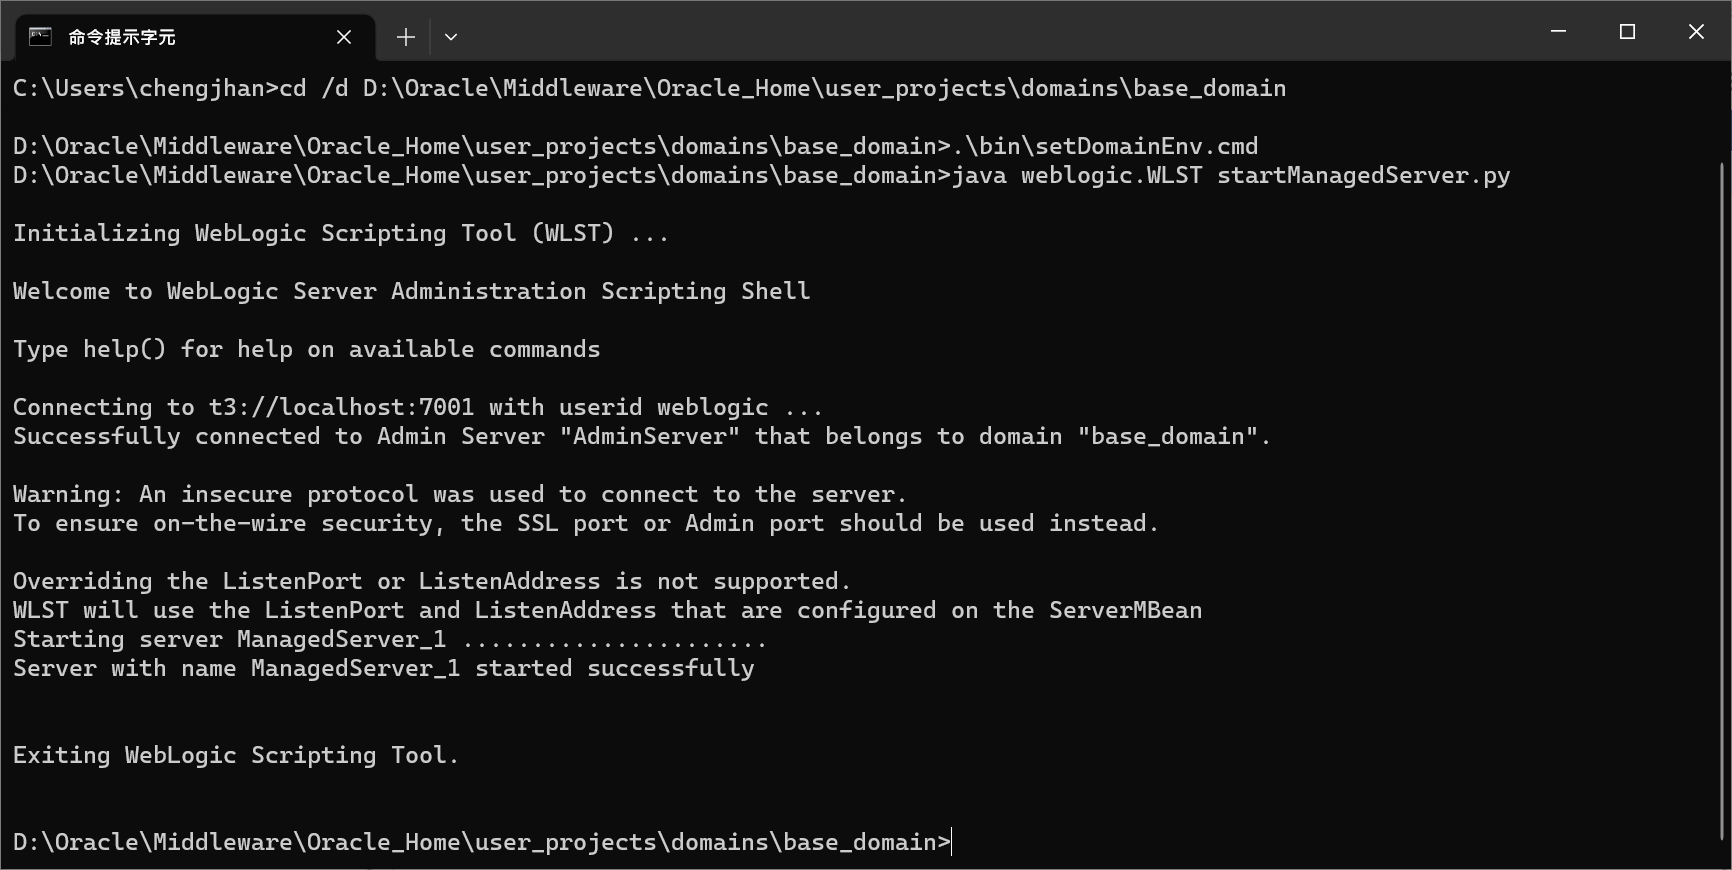 命令提示字元
C:\Users\chengjhan>cd /d D:\Oracle\Middleware\Oracle_Home\user_projects\domains\base_domain
D:\Oracle\Middleware\Oracle_Home\user_projects\domains\base_domain>.\bin\setDomainEnv.cmd
D:\Oracle\Middleware\Oracle_Home\user_projects\domains\base_domain>java weblogic.WLST startManagedServer.py
Initializing WebLogic Scripting Tool (WLST) ...
Welcome to WebLogic Server Administration Scripting Shell
Type help() for help on available commands
Connecting to t3://localhost:7001 with userid weblogic ...
Successfully connected to Admin Server "AdminServer" that belongs to domain "base_domain".
Warning: An insecure protocol was used to connect to the server.
To ensure on-the-wire security, the SSL port or Admin port should be used instead.
Overriding the ListenPort or ListenAddress is not supported.
WLST will use the ListenPort and ListenAddress that are configured on the ServerMBean
Starting server ManagedServer_1 ......................
Server with name ManagedServer_1 started successfully
Exiting WebLogic Scripting Tool.
D:\Oracle\Middleware\Oracle_Home\user_projects\domains\base_domain>